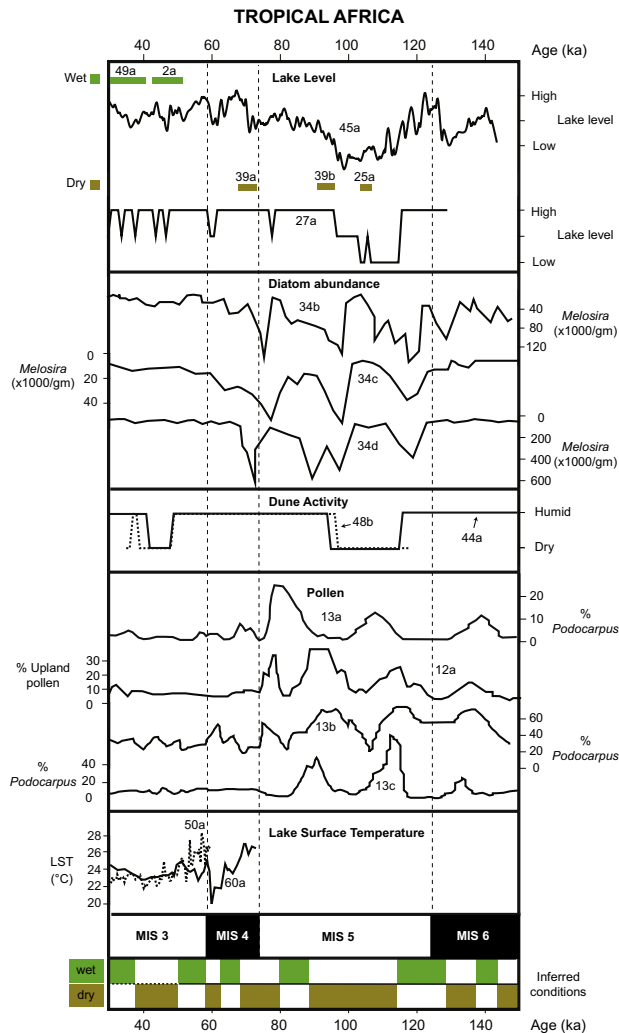 TROPICAL AFRICA
40 60 80 100 120 140 Age (ka)
49a 2a
Wet Lake Level
High
45a Lake level
Low
39a 39b 25a
Dry
27a High
Lake level
Low
Diatom abundance
34b 40
80 Melosira
120 (x1000/gm)
0
Melosira 20
(x1000/gm) 40
34c
0
34d 200
400 Melosira
600 (x1000/gm)
Dune Activity
Humid
48b
44a
Dry
Pollen
20
13a 10 %
0 Podocarpus
% Upland 30
pollen 20
10
0
12a
13b 60
40 %
20 Podocarpus
0
% 40
Podocarpus 20
0
13c
50a Lake Surface Temperature
28
26
LST 24
(°C) 22
20
60a
MIS 3 MIS 4 MIS 5 MIS 6
wet Inferred
dry conditions
40 60 80 100 120 140 Age (ka)